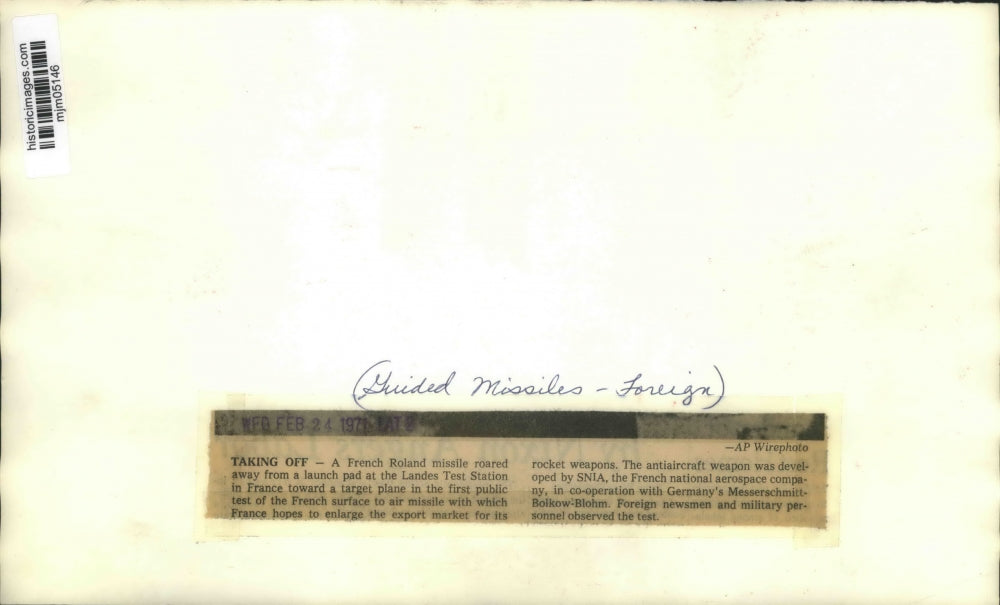 historicimages.com
mjm05146
(Guided Missiles - Foreign)
WED FEB 24 1971 LATE
—AP Wirephoto
TAKING OFF — A French Roland missile roared
away from a launch pad at the Landes Test Station
in France toward a target plane in the first public
test of the French surface to air missile with which
France hopes to enlarge the export market for its
rocket weapons. The antiaircraft weapon was devel-
oped by SNIA, the French national aerospace compa-
ny, in co-operation with Germany's Messerschmitt-
Bolkow-Blohm. Foreign newsmen and military per-
sonnel observed the test.